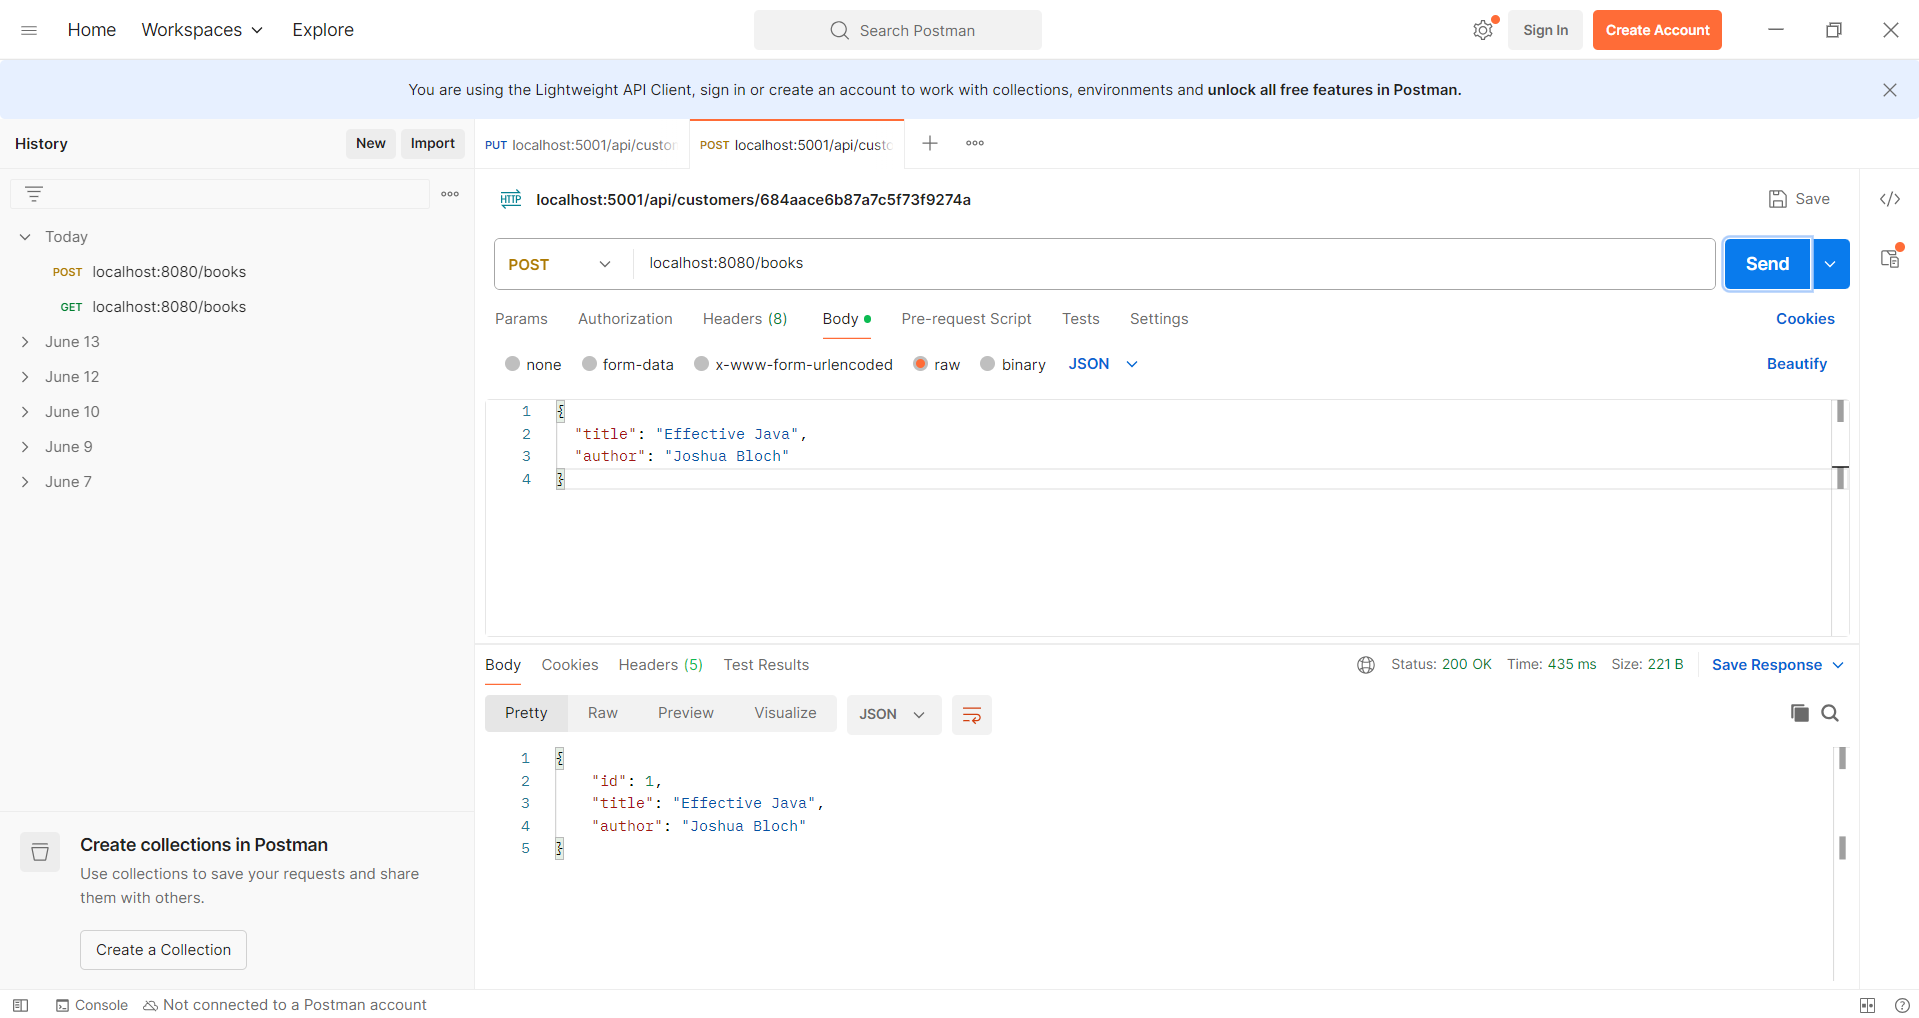 Home Workspaces Explore Search Postman Sign In Create Account
You are using the Lightweight API Client, sign in or create an account to work with collections, environments and unlock all free features in Postman.
History New Import
PUT localhost:5001/api/custor POST localhost:5001/api/custo
HTTP localhost:5001/api/customers/684aace6b87a7c5f73f9274a Save
Today
POST localhost:8080/books
GET localhost:8080/books
June 13
June 12
June 10
June 9
June 7
POST localhost:8080/books Send
Params Authorization Headers (8) Body Pre-request Script Tests Settings Cookies
none form-data x-www-form-urlencoded raw binary JSON Beautify
1 {
2 "title": "Effective Java",
3 "author": "Joshua Bloch"
4 }
Body Cookies Headers (5) Test Results Status: 200 OK Time: 435 ms Size: 221 B Save Response
Pretty Raw Preview Visualize JSON
1 {
2 "id": 1,
3 "title": "Effective Java",
4 "author": "Joshua Bloch"
5 }
Create collections in Postman
Use collections to save your requests and share
them with others.
Create a Collection
Console Not connected to a Postman account